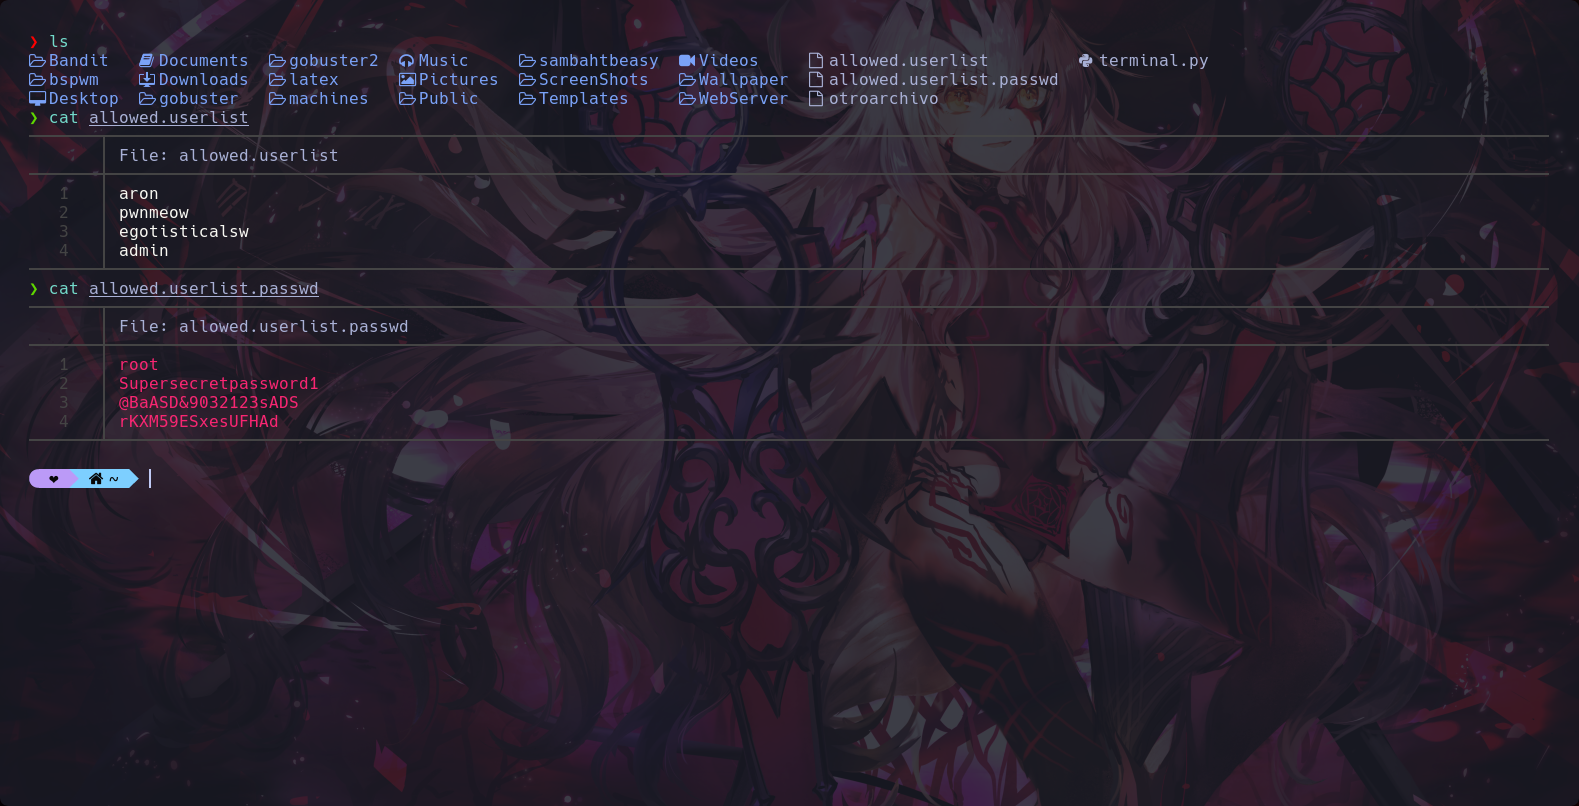 ❯ ls
Bandit Documents gobuster2 Music sambahtbeasy Videos allowed.userlist terminal.py
bspwm Downloads latex Pictures ScreenShots Wallpaper allowed.userlist.passwd
Desktop gobuster machines Public Templates WebServer otroarchivo
❯ cat allowed.userlist
File: allowed.userlist
1 aron
2 pwnmeow
3 egotisticalsw
4 admin
❯ cat allowed.userlist.passwd
File: allowed.userlist.passwd
1 root
2 Supersecretpassword1
3 @BaASD&9032123sADS
4 rKXM59ESxesUFHAd
❤ ~